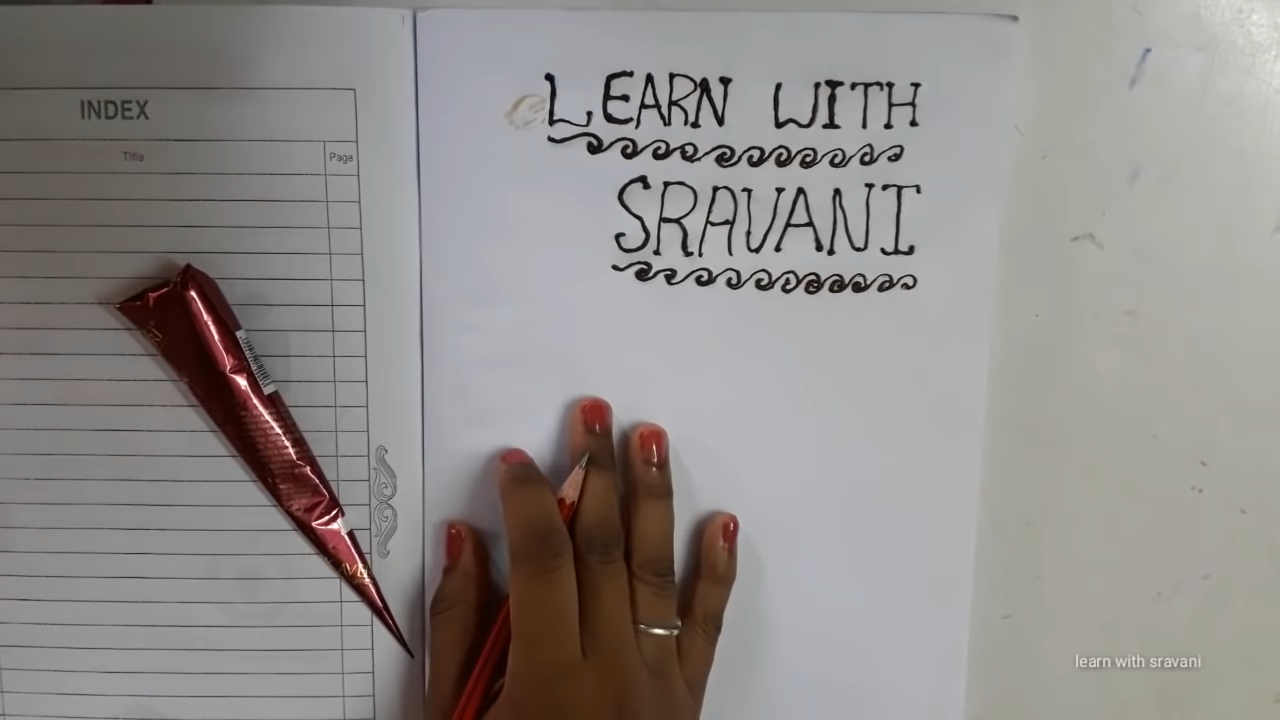 INDEX
Title Page
LEARN WITH
SRAVANI
learn with sravani